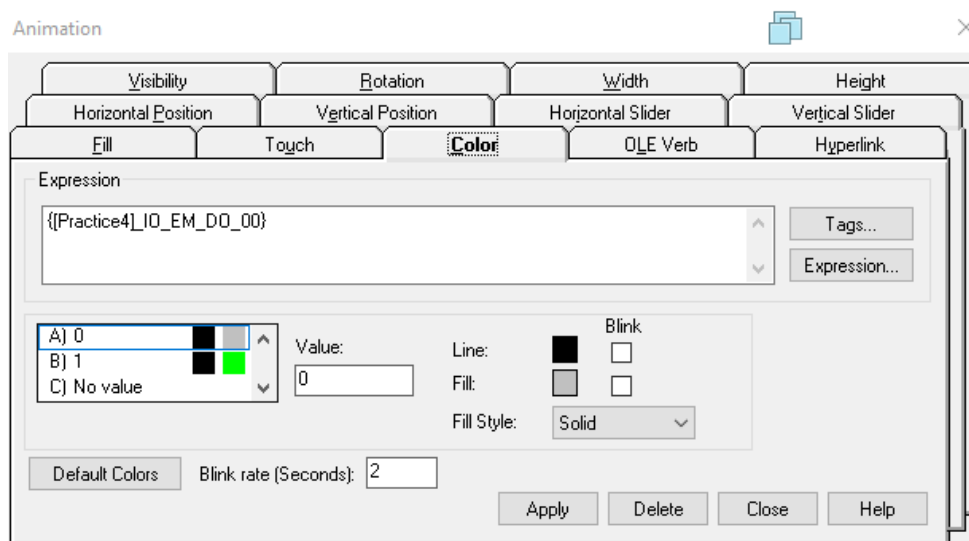 Animation
Visibility Rotation Width Height
Horizontal Position Vertical Position Horizontal Slider Vertical Slider
Fill Touch Color OLE Verb Hyperlink
Expression
{[Practice4]_IO_EM_DO_00}
Tags...
Expression...
A) 0
B) 1
C) No value
Value:
0
Blink
Line:
Fill:
Fill Style: Solid
Default Colors Blink rate (Seconds): 2
Apply Delete Close Help